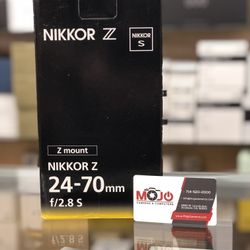 NIKKOR Z
NIKKOR
S
Z mount
NIKKOR Z
24-70mm
f/2.8 S
MOJO